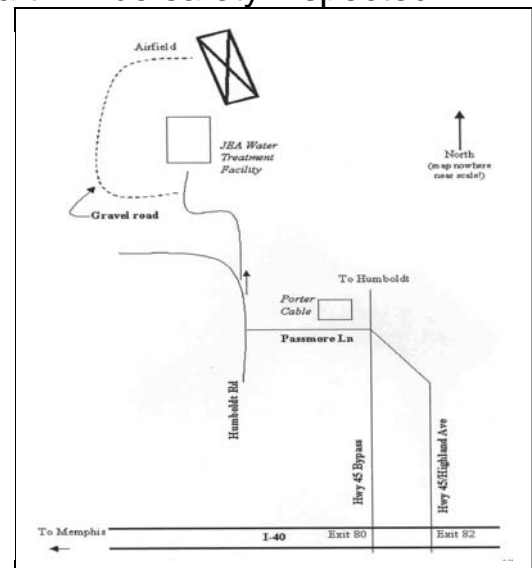 Airfield
JEA Water
Treatment
Facility
North
(map nowhere
near scale!)
Gravel road
To Humboldt
Porter
Cable
Passmore Ln
Humboldt Rd
Hwy 45 Bypass
Hwy 45/Highland Ave
To Memphis
I-40
Exit 80
Exit 82